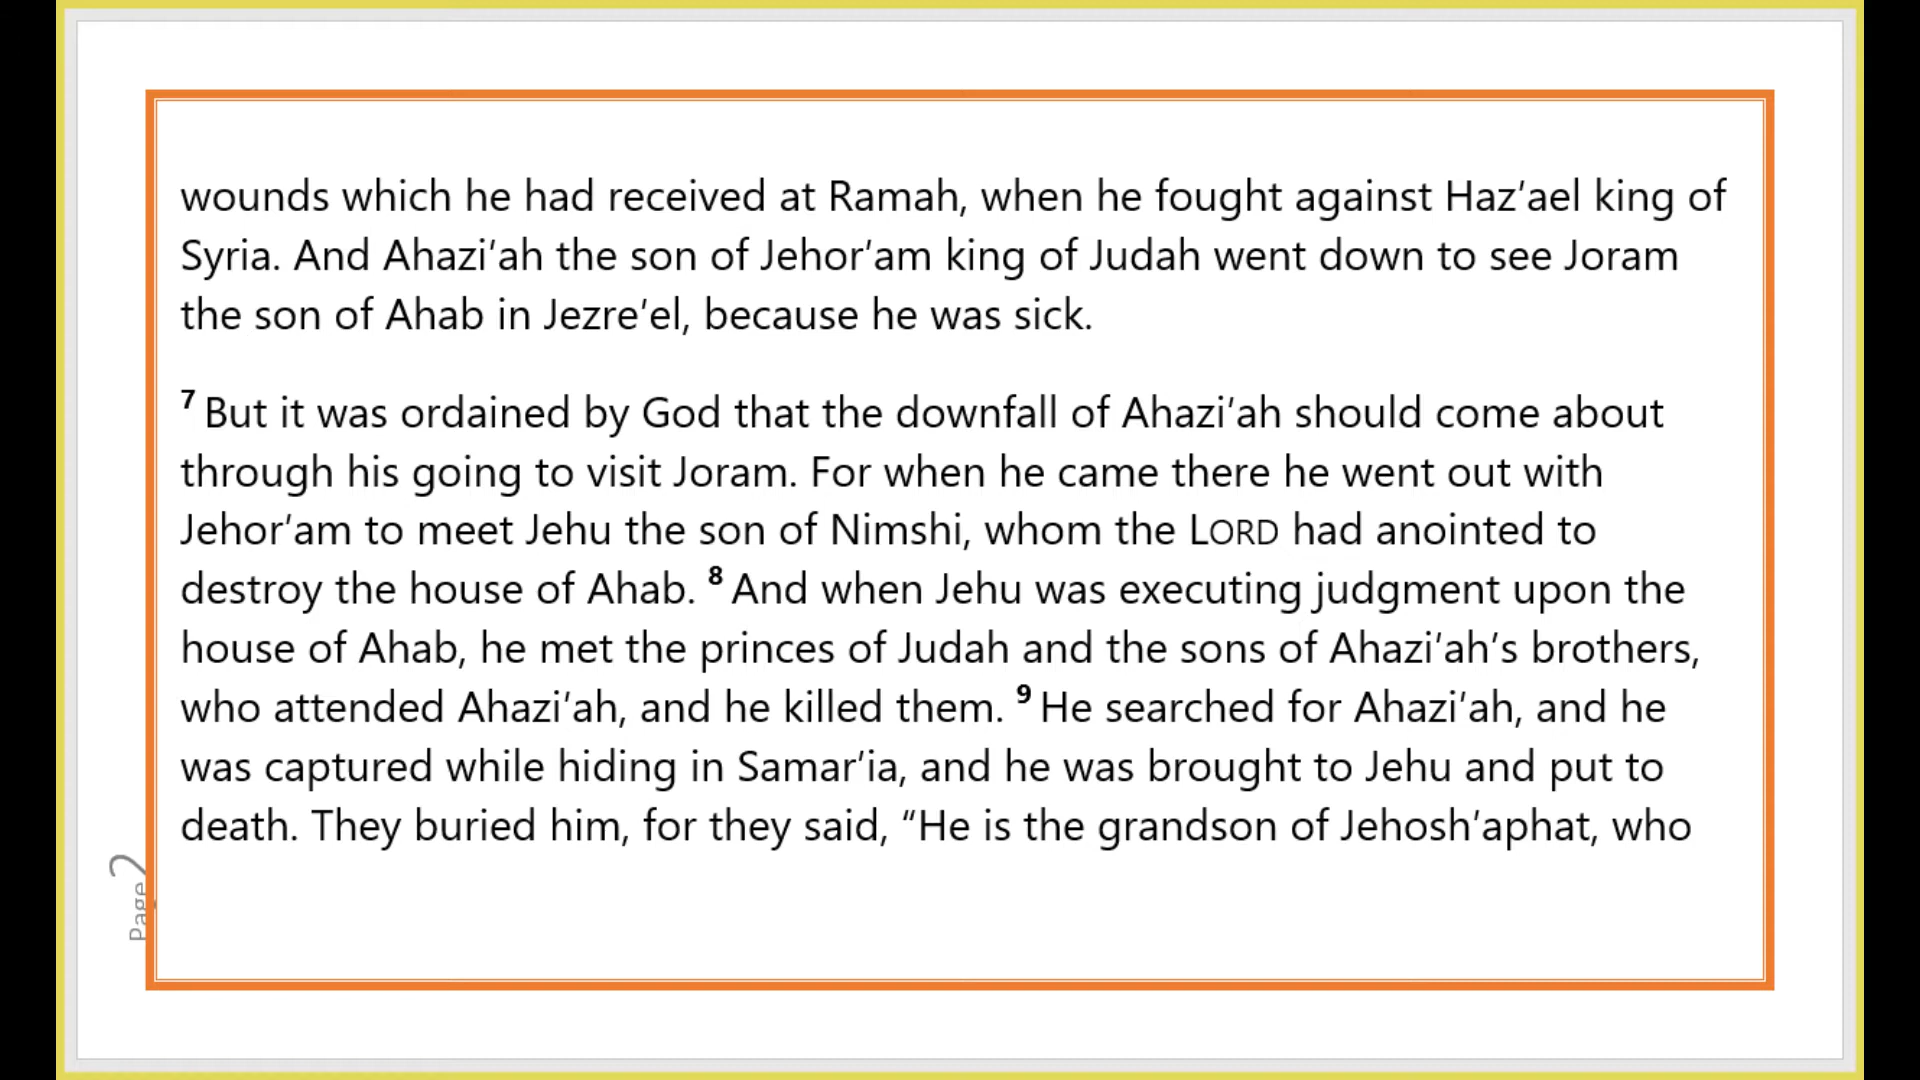 wounds which he had received at Ramah, when he fought against Haz′ael king of
Syria. And Ahazi′ah the son of Jehor′am king of Judah went down to see Joram
the son of Ahab in Jezre′el, because he was sick.
7 But it was ordained by God that the downfall of Ahazi′ah should come about
through his going to visit Joram. For when he came there he went out with
Jehor′am to meet Jehu the son of Nimshi, whom the LORD had anointed to
destroy the house of Ahab. 8 And when Jehu was executing judgment upon the
house of Ahab, he met the princes of Judah and the sons of Ahazi′ah’s brothers,
who attended Ahazi′ah, and he killed them. 9 He searched for Ahazi′ah, and he
was captured while hiding in Samar′ia, and he was brought to Jehu and put to
death. They buried him, for they said, “He is the grandson of Jehosh′aphat, who
Page 2